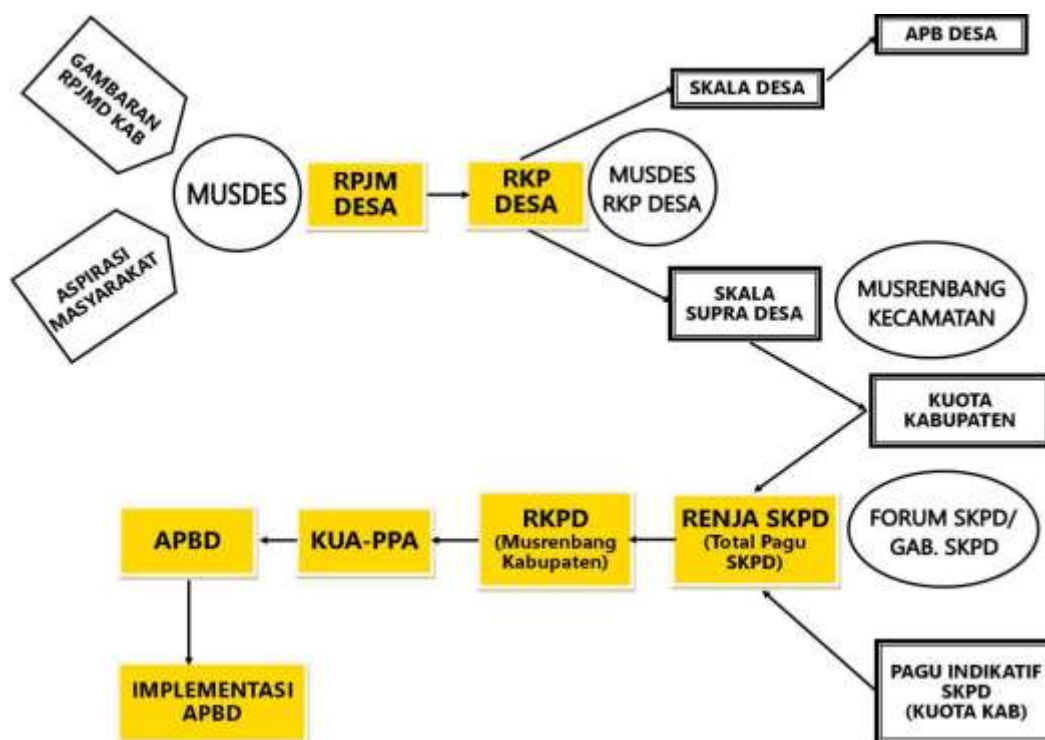 GAMBARAN
RPJMD KAB
ASPIRASI
MASYARAKAT
MUSDES
RPJM
DESA
RKP
DESA
MUSDES
RKP DESA
SKALA DESA
APB DESA
SKALA
SUPRA DESA
MUSRENBANG
KECAMATAN
KUOTA
KABUPATEN
FORUM SKPD/
GAB. SKPD
RENJA SKPD
(Total Pagu
SKPD)
RKPD
(Musrenbang
Kabupaten)
KUA-PPA
APBD
IMPLEMENTASI
APBD
PAGU INDIKATIF
SKPD
(KUOTA KAB)